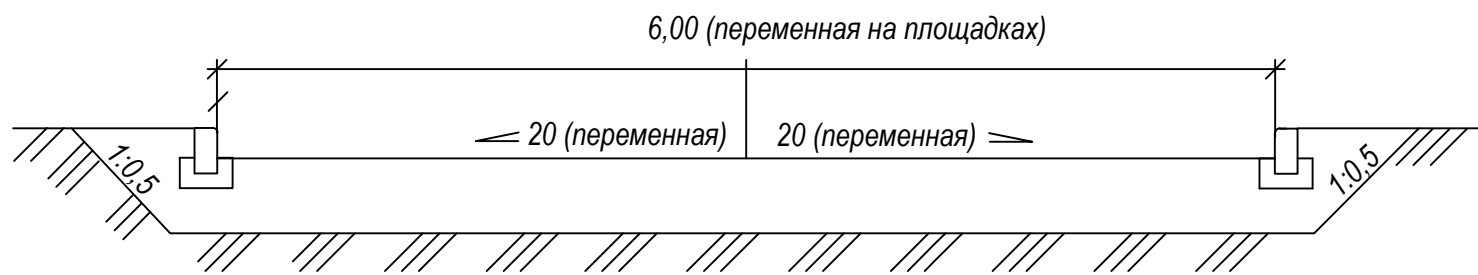 6,00 (переменная на площадках)
20 (переменная)
20 (переменная)
1:0,5
1:0,5